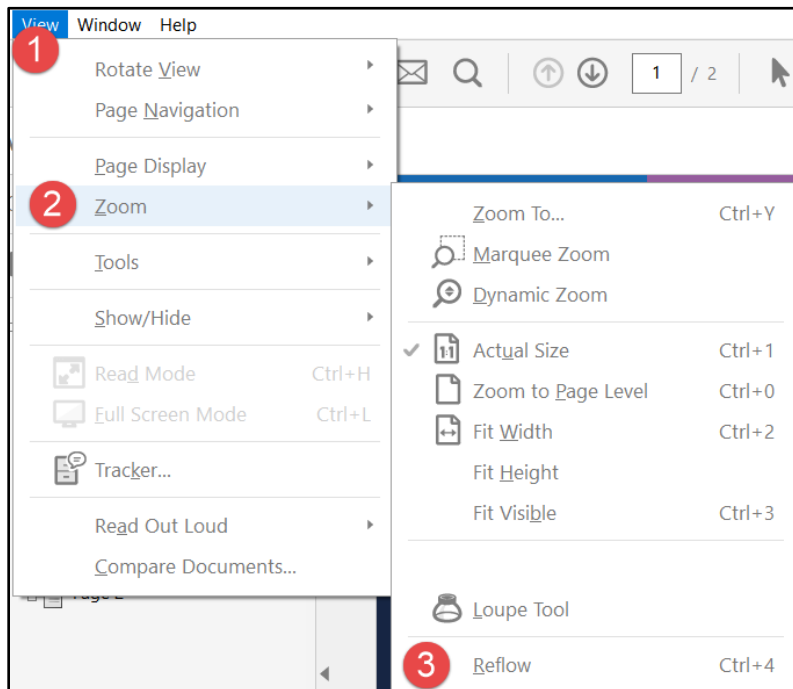 View Window Help
1
Rotate View
Page Navigation
1 / 2
Page Display
2 Zoom
Tools
Show/Hide
Read Mode Ctrl+H
Full Screen Mode Ctrl+L
Tracker...
Read Out Loud
Compare Documents...
Zoom To... Ctrl+Y
Marquee Zoom
Dynamic Zoom
1:1 Actual Size Ctrl+1
Zoom to Page Level Ctrl+0
Fit Width Ctrl+2
Fit Height
Fit Visible Ctrl+3
Loupe Tool
3 Reflow Ctrl+4